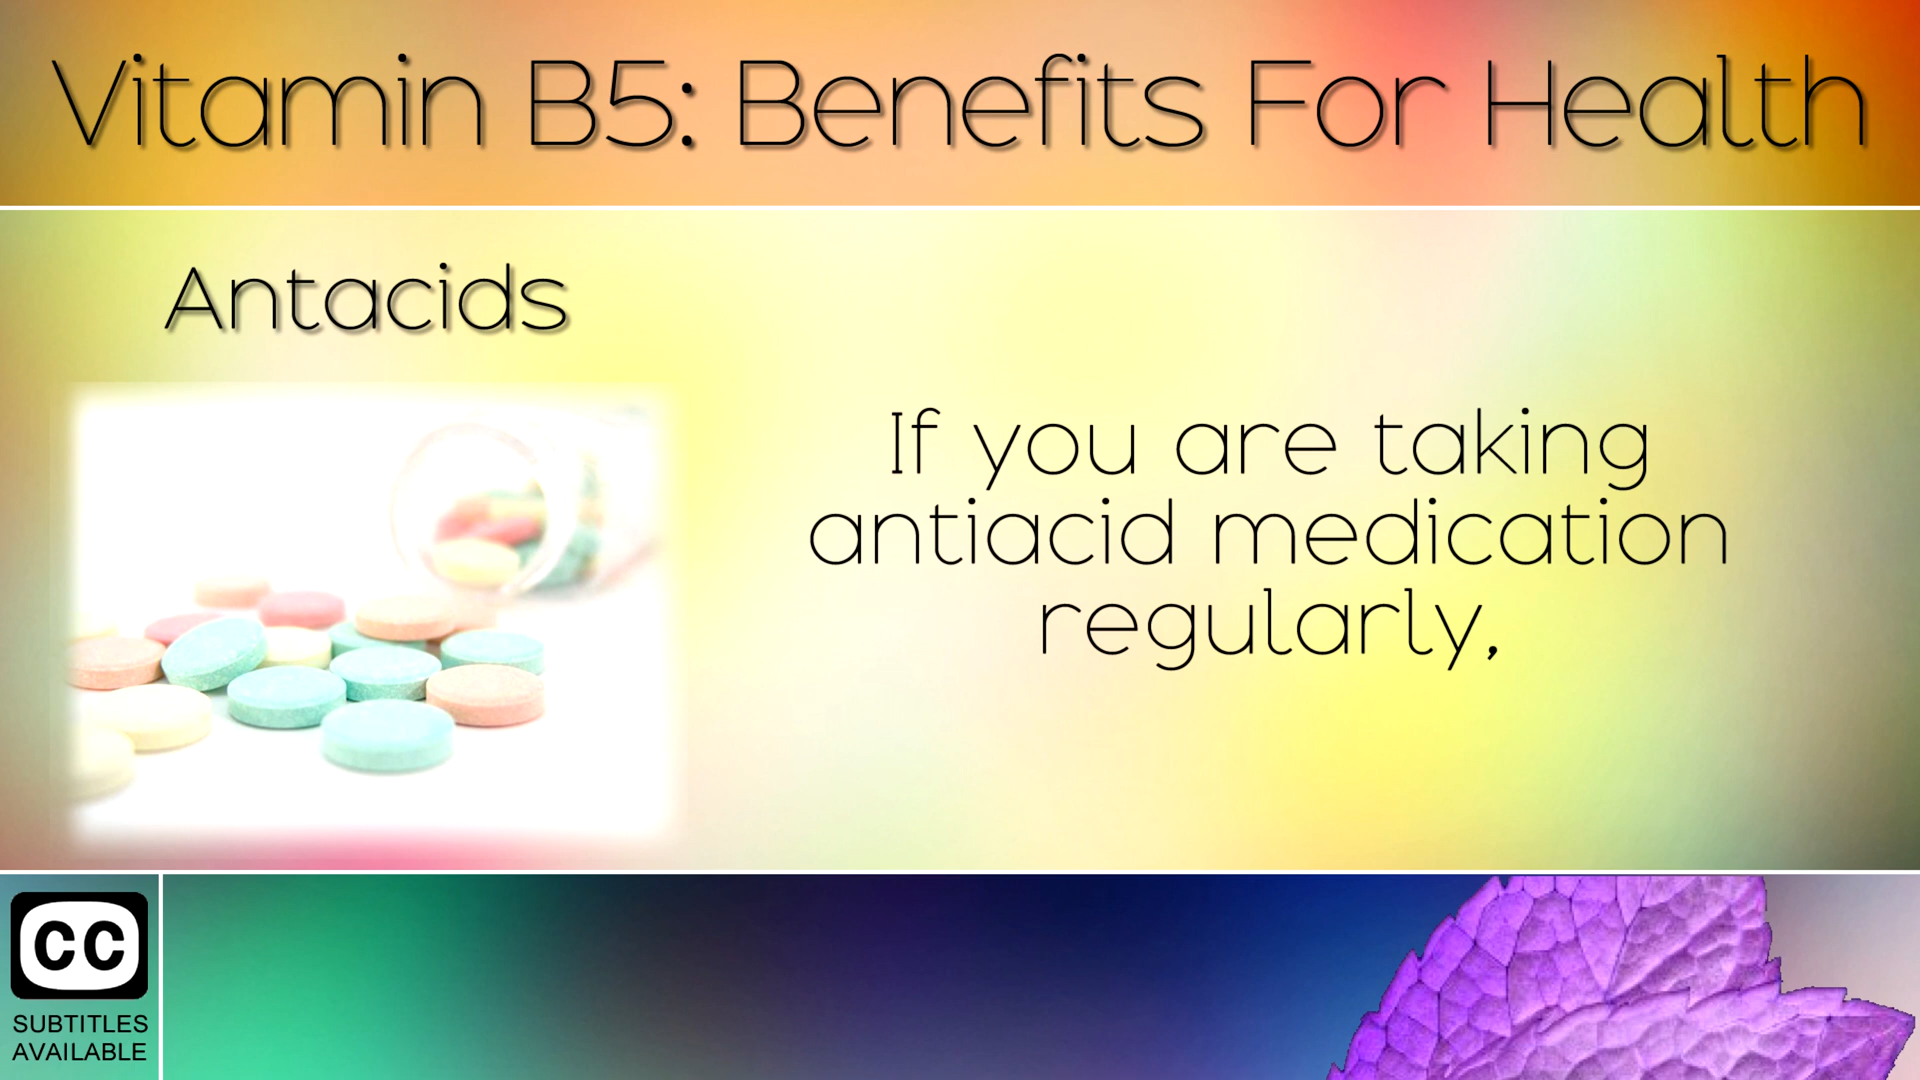 Vitamin B5: Benefits For Health
Antacids
If you are taking
antiacid medication
regularly,
CC
SUBTITLES
AVAILABLE